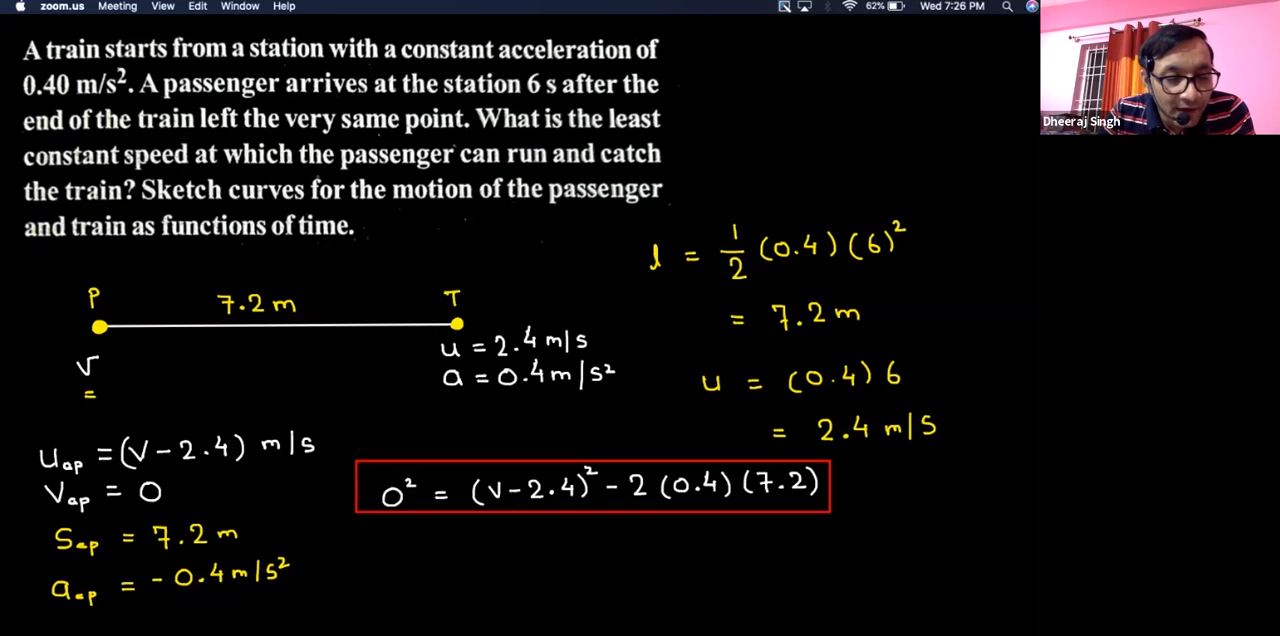 zoom.us Meeting View Edit Window Help 62% Wed 7:26 PM
A train starts from a station with a constant acceleration of
0.40 m/s². A passenger arrives at the station 6 s after the
end of the train left the very same point. What is the least
constant speed at which the passenger can run and catch
the train? Sketch curves for the motion of the passenger
and train as functions of time.
Dheeraj Singh
l = 1/2 (0.4) (6)²
= 7.2 m
P 7.2 m T
u = 2.4 m/s
a = 0.4 m/s²
v
=
u = (0.4) 6
= 2.4 m/s
uap = (v - 2.4) m/s
vap = 0
Sap = 7.2 m
aap = - 0.4 m/s²
0² = (v - 2.4)² - 2 (0.4) (7.2)